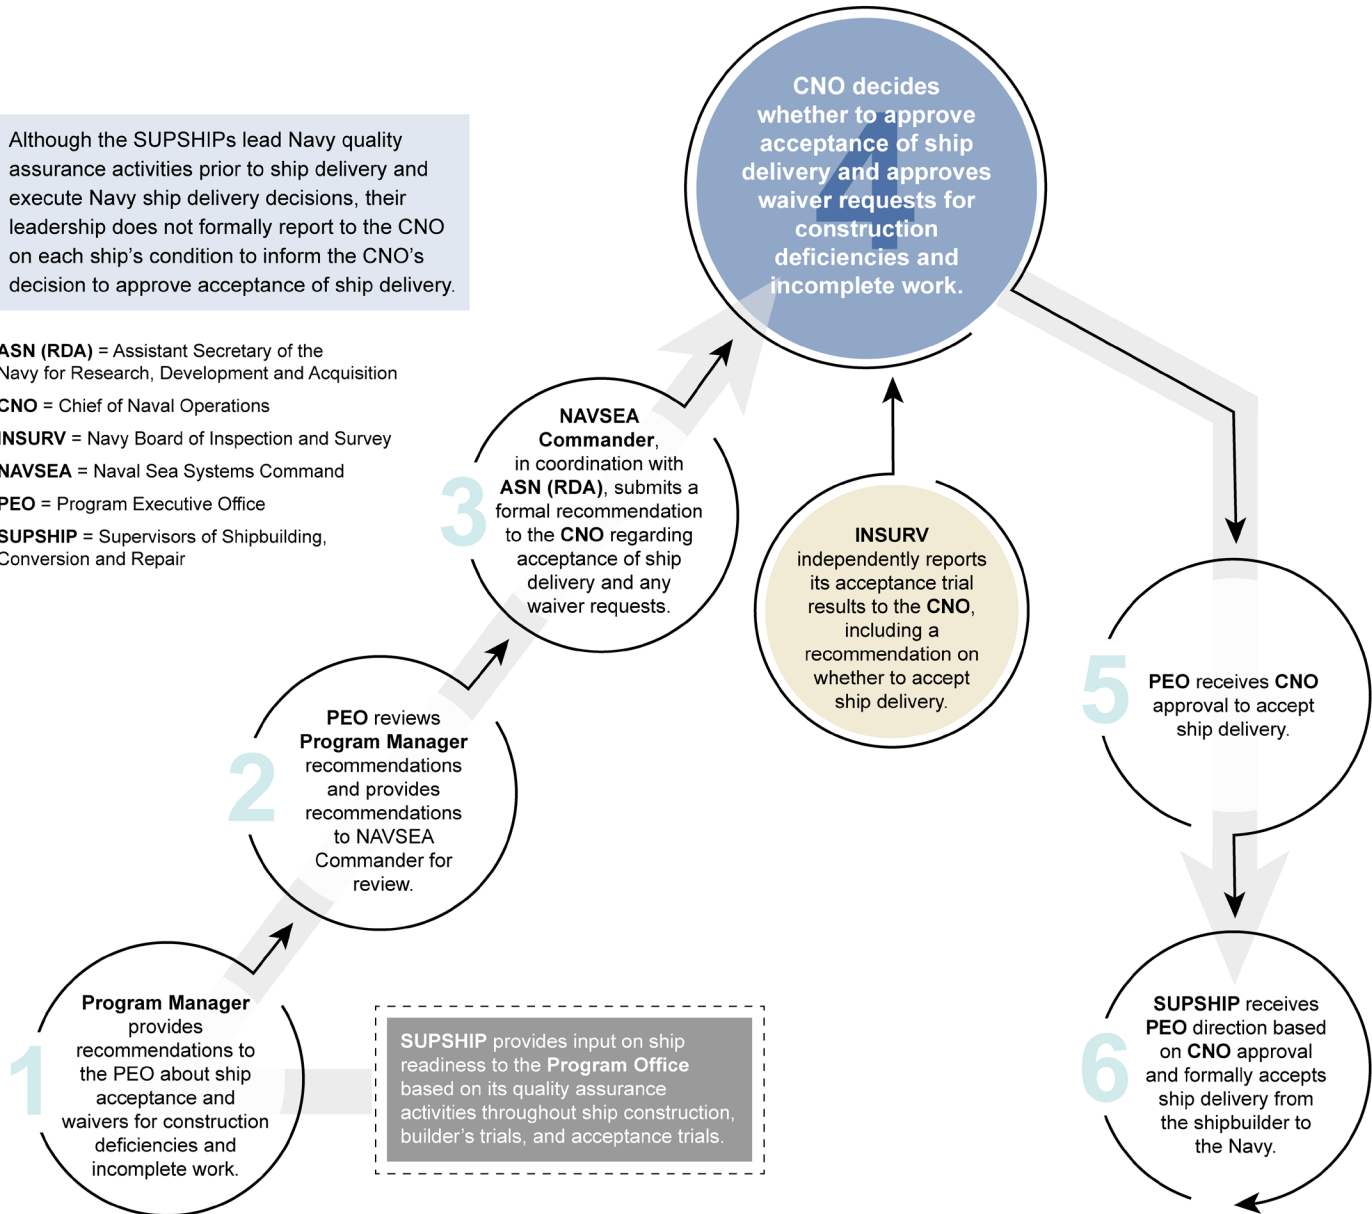 Although the SUPSHIPs lead Navy quality
assurance activities prior to ship delivery and
execute Navy ship delivery decisions, their
leadership does not formally report to the CNO
on each ship's condition to inform the CNO's
decision to approve acceptance of ship delivery.
ASN (RDA) = Assistant Secretary of the
Navy for Research, Development and Acquisition
CNO = Chief of Naval Operations
INSURV = Navy Board of Inspection and Survey
NAVSEA = Naval Sea Systems Command
PEO = Program Executive Office
SUPSHIP = Supervisors of Shipbuilding,
Conversion and Repair
1
Program Manager
provides
recommendations to
the PEO about ship
acceptance and
waivers for construction
deficiencies and
incomplete work.
SUPSHIP provides input on ship
readiness to the Program Office
based on its quality assurance
activities throughout ship construction,
builder's trials, and acceptance trials.
2
PEO reviews
Program Manager
recommendations
and provides
recommendations
to NAVSEA
Commander for
review.
3
NAVSEA
Commander,
in coordination with
ASN (RDA), submits a
formal recommendation
to the CNO regarding
acceptance of ship
delivery and any
waiver requests.
4
CNO decides
whether to approve
acceptance of ship
delivery and approves
waiver requests for
construction
deficiencies and
incomplete work.
INSURV
independently reports
its acceptance trial
results to the CNO,
including a
recommendation on
whether to accept
ship delivery.
5
PEO receives CNO
approval to accept
ship delivery.
6
SUPSHIP receives
PEO direction based
on CNO approval
and formally accepts
ship delivery from
the shipbuilder to
the Navy.